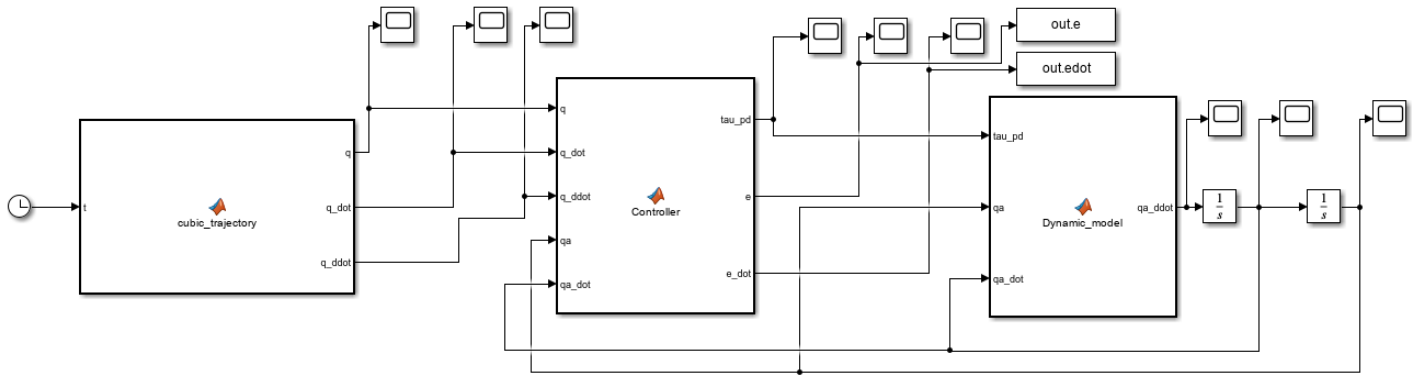 out.e
out.edot
t
cubic_trajectory
q
q_dot
q_ddot
q
q_dot
q_ddot
qa
qa_dot
Controller
tau_pd
e
e_dot
tau_pd
qa
qa_dot
Dynamic_model
qa_ddot
1
s
1
s